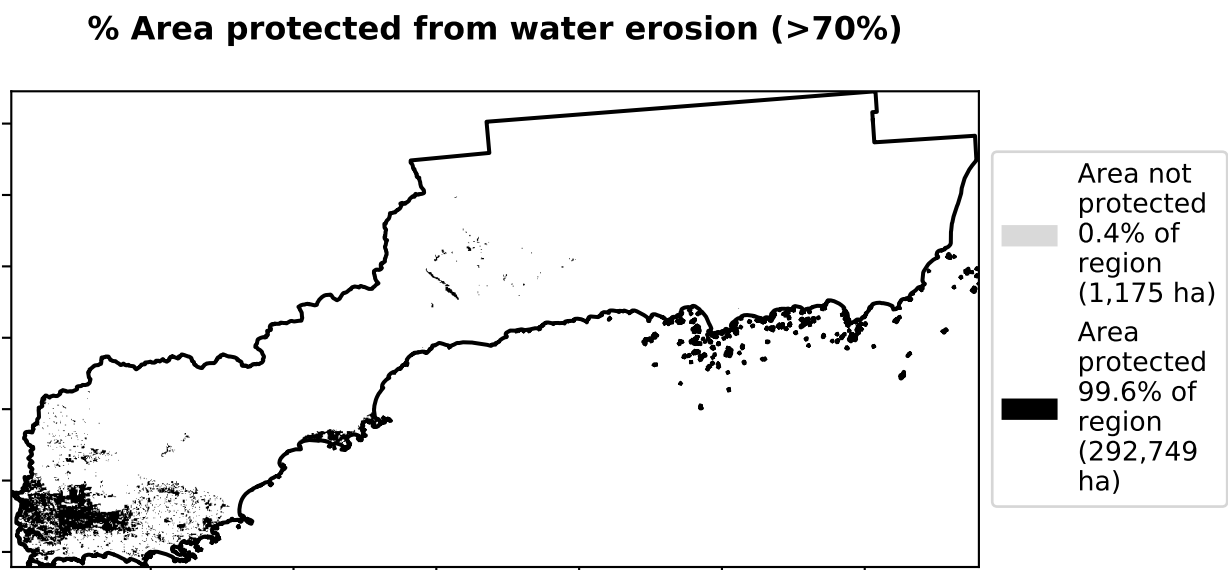 % Area protected from water erosion (>70%)
Area not
protected
0.4% of
region
(1,175 ha)
Area
protected
99.6% of
region
(292,749
ha)